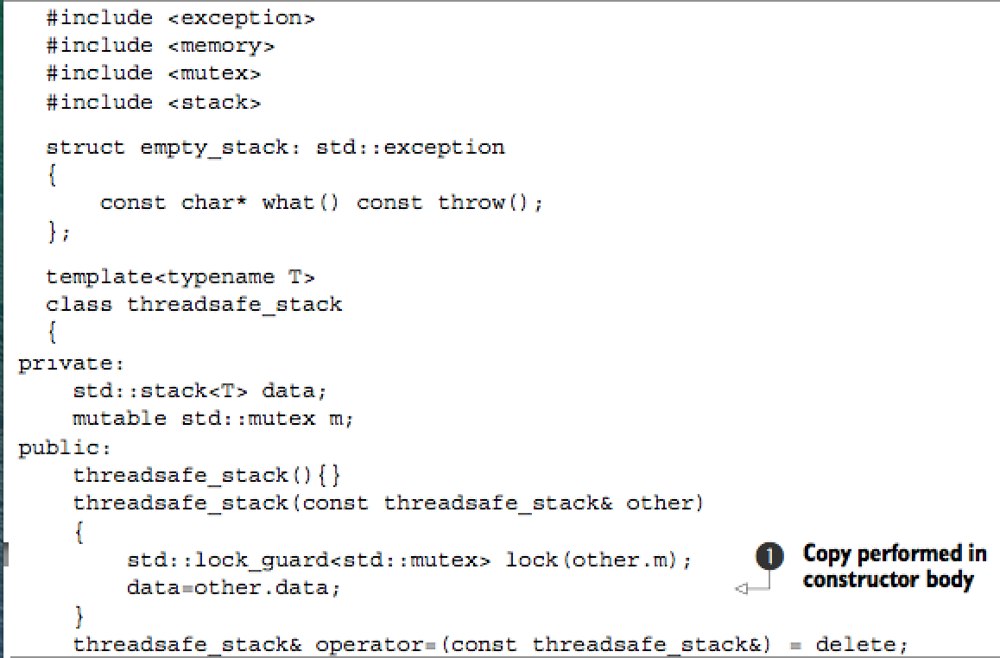 #include <exception>
#include <memory>
#include <mutex>
#include <stack>
struct empty_stack: std::exception
{
    const char* what() const throw();
};
template<typename T>
class threadsafe_stack
{
private:
    std::stack<T> data;
    mutable std::mutex m;
public:
    threadsafe_stack(){}
    threadsafe_stack(const threadsafe_stack& other)
    {
        std::lock_guard<std::mutex> lock(other.m);
        data=other.data;
    }
    threadsafe_stack& operator=(const threadsafe_stack&) = delete;
1 Copy performed in
constructor body